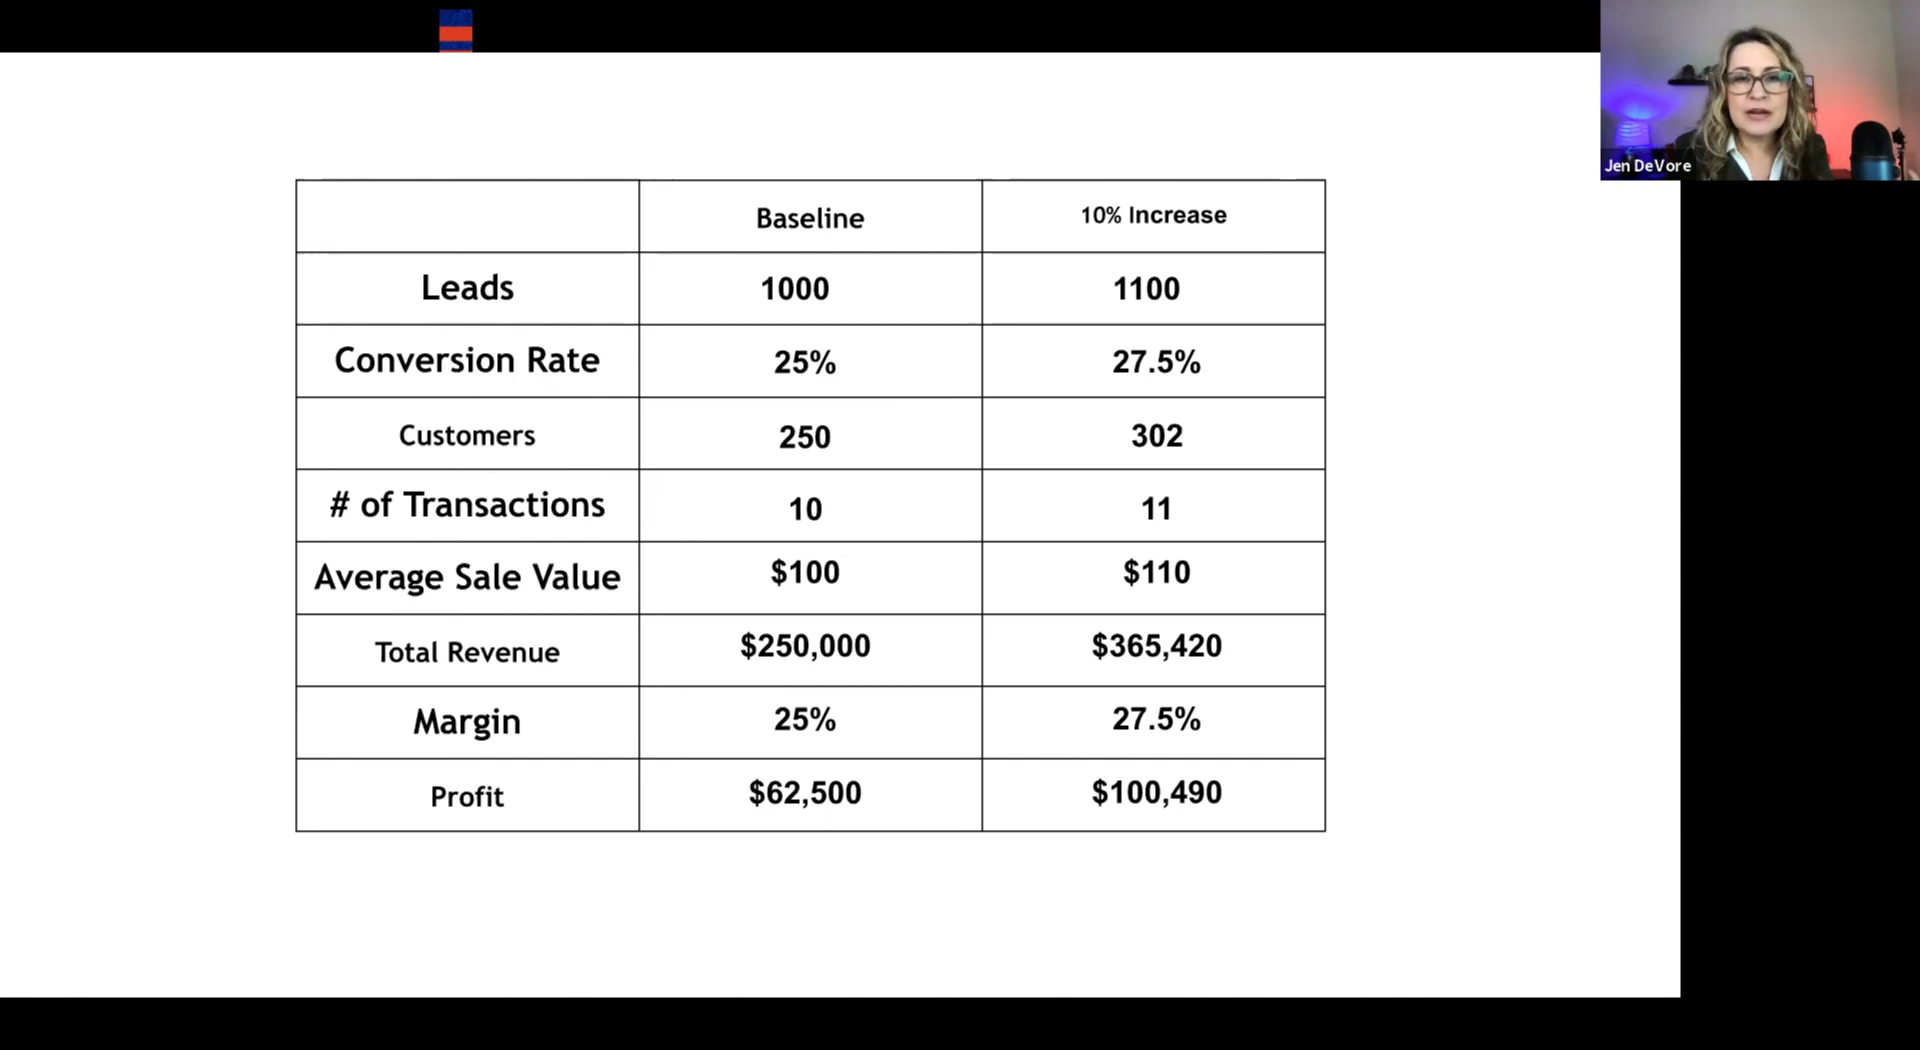 Jen DeVore
Baseline 10% Increase
Leads 1000 1100
Conversion Rate 25% 27.5%
Customers 250 302
# of Transactions 10 11
Average Sale Value $100 $110
Total Revenue $250,000 $365,420
Margin 25% 27.5%
Profit $62,500 $100,490